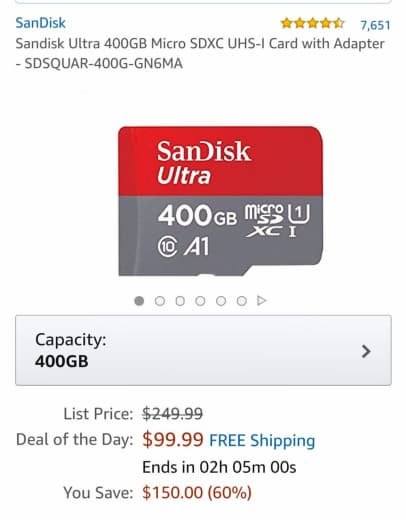 SanDisk 7,651
Sandisk Ultra 400GB Micro SDXC UHS-I Card with Adapter
- SDSQUAR-400G-GN6MA
SanDisk
Ultra
400GB micro SD XC I U1
10 A1
Capacity:
400GB
List Price: $249.99
Deal of the Day: $99.99 FREE Shipping
Ends in 02h 05m 00s
You Save: $150.00 (60%)